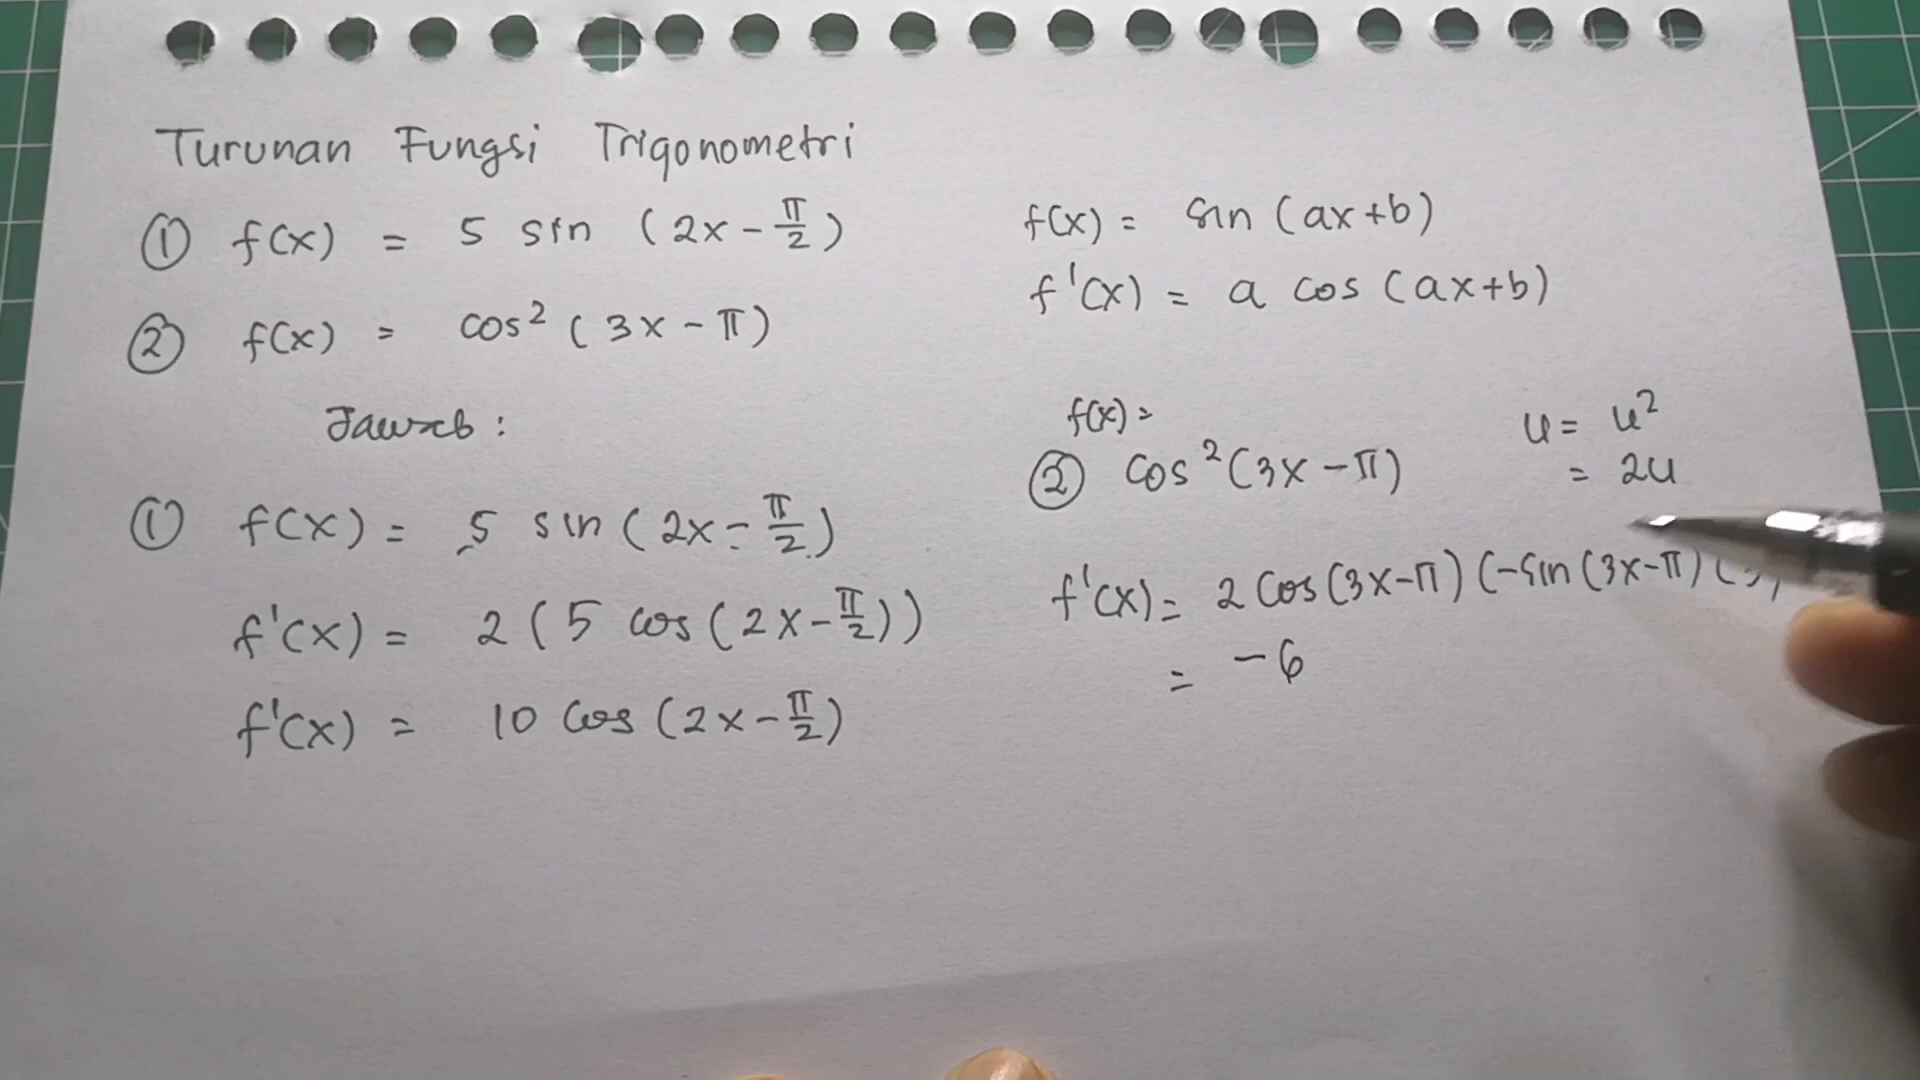 Turunan Fungsi Trigonometri
① f(x) = 5 sin (2x - π/2)
② f(x) = cos² (3x - π)
Jawab :
① f(x) = 5 sin (2x - π/2)
f'(x) = 2 (5 cos (2x - π/2))
f'(x) = 10 cos (2x - π/2)
f(x) = sin (ax+b)
f'(x) = a cos (ax+b)
f(x) =
② cos² (3x - π)
u = u²
= 2u
f'(x) = 2 cos (3x-π) (-sin (3x-π) (
= -6